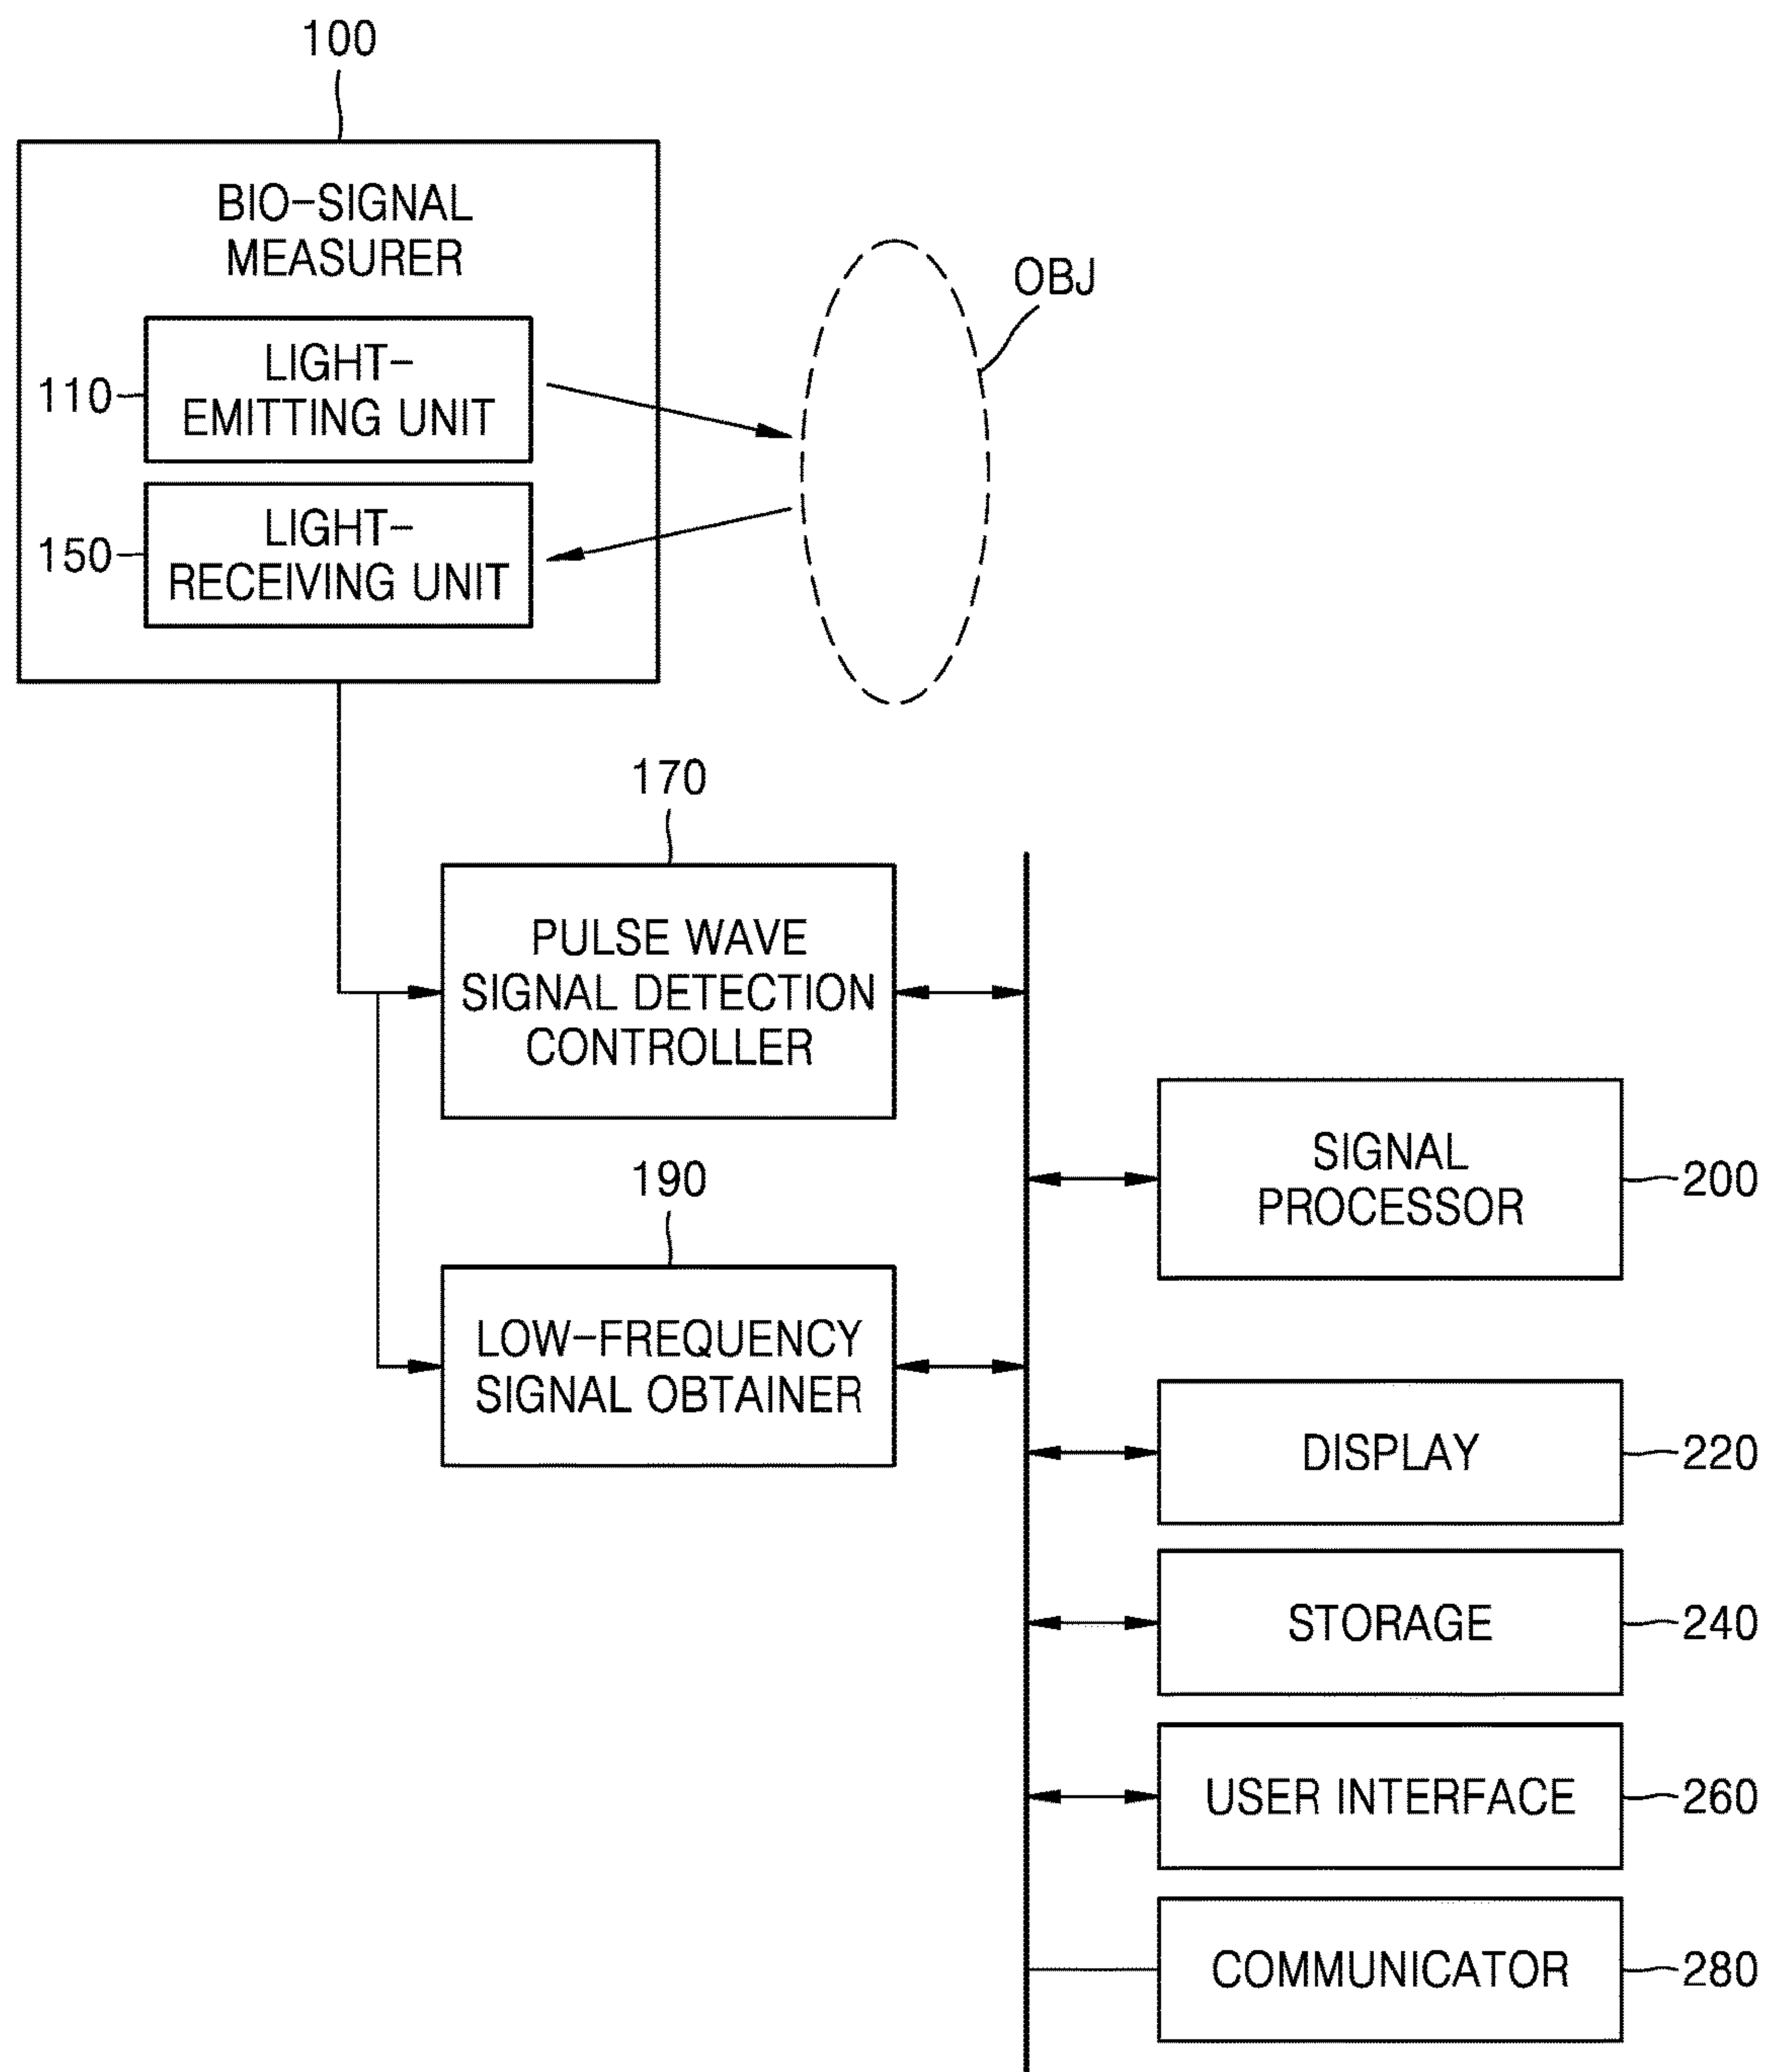 100
BIO-SIGNAL
MEASURER
OBJ
110
LIGHT-
EMITTING UNIT
150
LIGHT-
RECEIVING UNIT
170
PULSE WAVE
SIGNAL DETECTION
CONTROLLER
190
LOW-FREQUENCY
SIGNAL OBTAINER
SIGNAL
PROCESSOR
200
DISPLAY
220
STORAGE
240
USER INTERFACE
260
COMMUNICATOR
280